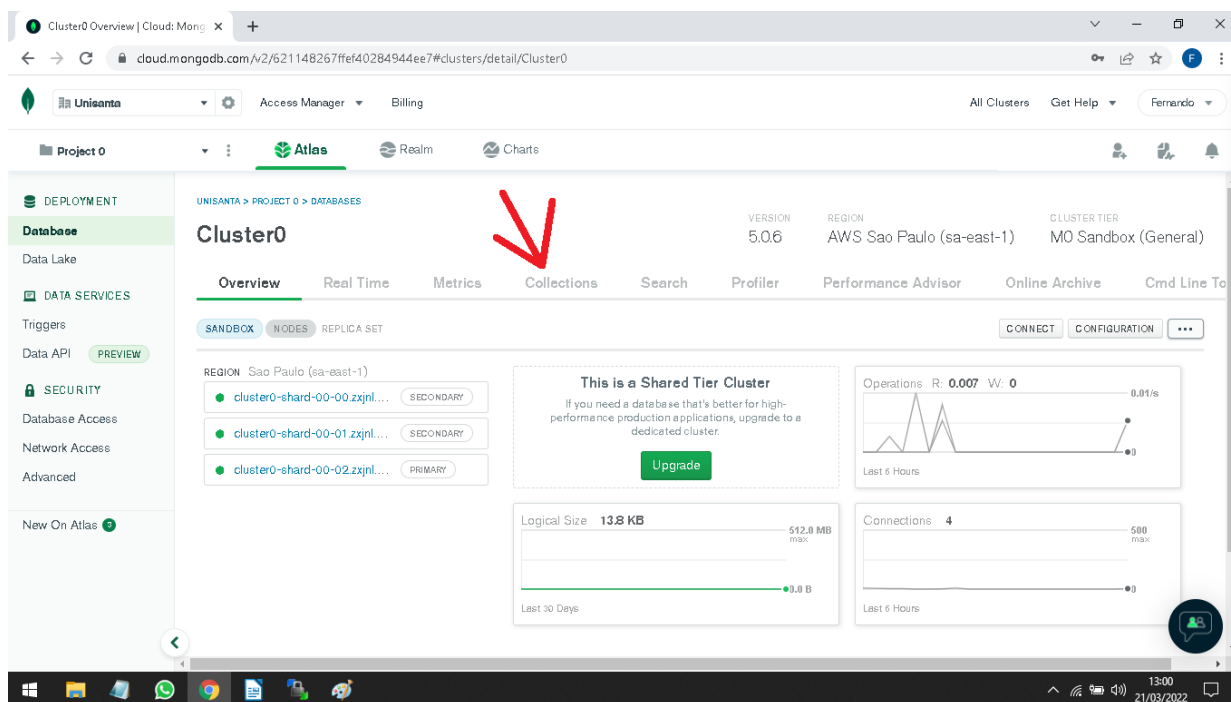 Cluster0 Overview | Cloud: Mong
cloud.mongodb.com/v2/621148267ffef40284944ee7#clusters/detail/Cluster0
F
Unisanta
Access Manager
Billing
All Clusters
Get Help
Fernando
Project 0
Atlas
Realm
Charts
DEPLOYMENT
Database
Data Lake
DATA SERVICES
Triggers
Data API PREVIEW
SECURITY
Database Access
Network Access
Advanced
New On Atlas 3
UNISANTA > PROJECT 0 > DATABASES
Cluster0
VERSION
5.0.6
REGION
AWS Sao Paulo (sa-east-1)
CLUSTER TIER
M0 Sandbox (General)
Overview
Real Time
Metrics
Collections
Search
Profiler
Performance Advisor
Online Archive
Cmd Line To
SANDBOX
NODES
REPLICA SET
CONNECT
CONFIGURATION
...
REGION Sao Paulo (sa-east-1)
cluster0-shard-00-00.zxjnl.... SECONDARY
cluster0-shard-00-01.zxjnl.... SECONDARY
cluster0-shard-00-02.zxjnl.... PRIMARY
This is a Shared Tier Cluster
If you need a database that's better for high-
performance production applications, upgrade to a
dedicated cluster.
Upgrade
Operations R: 0.007 W: 0
0.01/s
0
Last 6 Hours
Logical Size 13.8 KB
512.0 MB
max
0.0 B
Last 30 Days
Connections 4
500
max
0
Last 6 Hours
13:00
21/03/2022